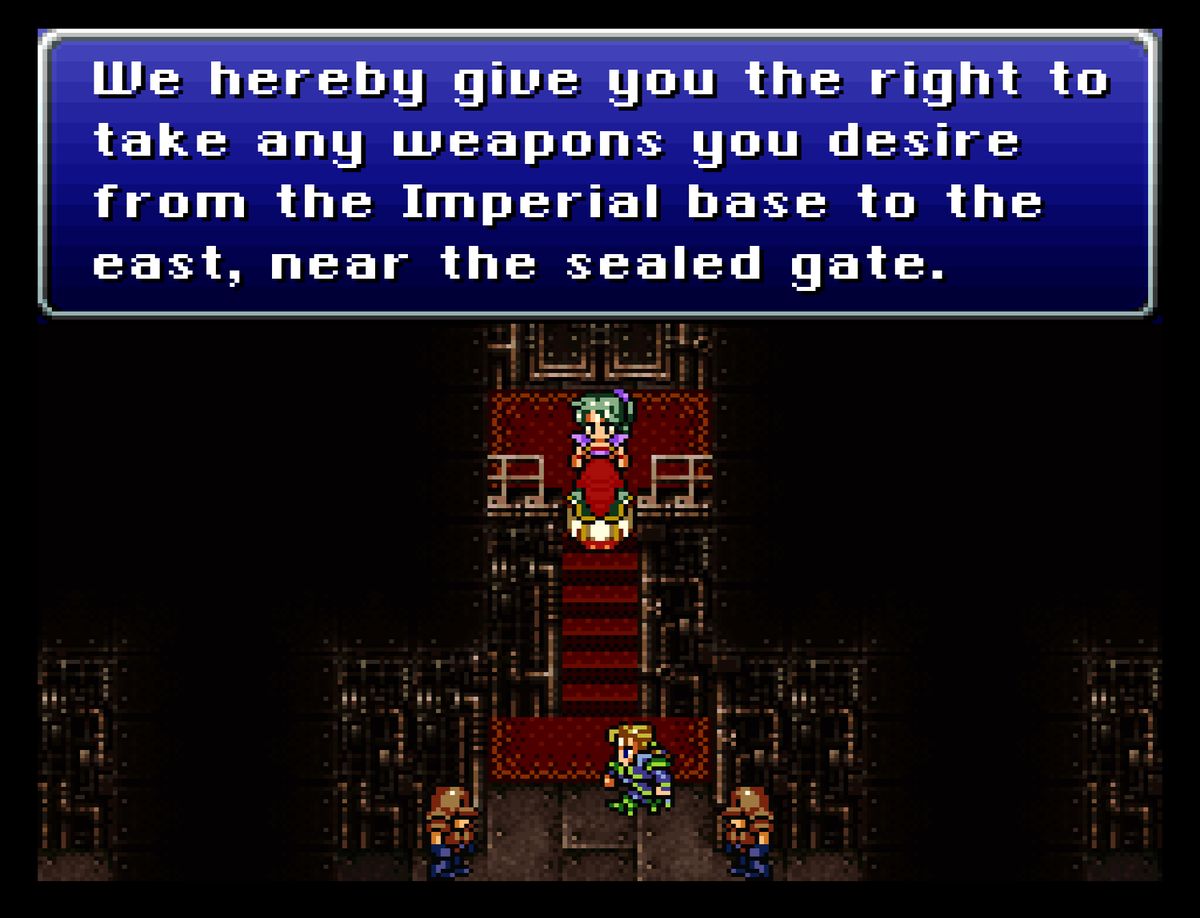 We hereby give you the right to
take any weapons you desire
from the Imperial base to the
east, near the sealed gate.